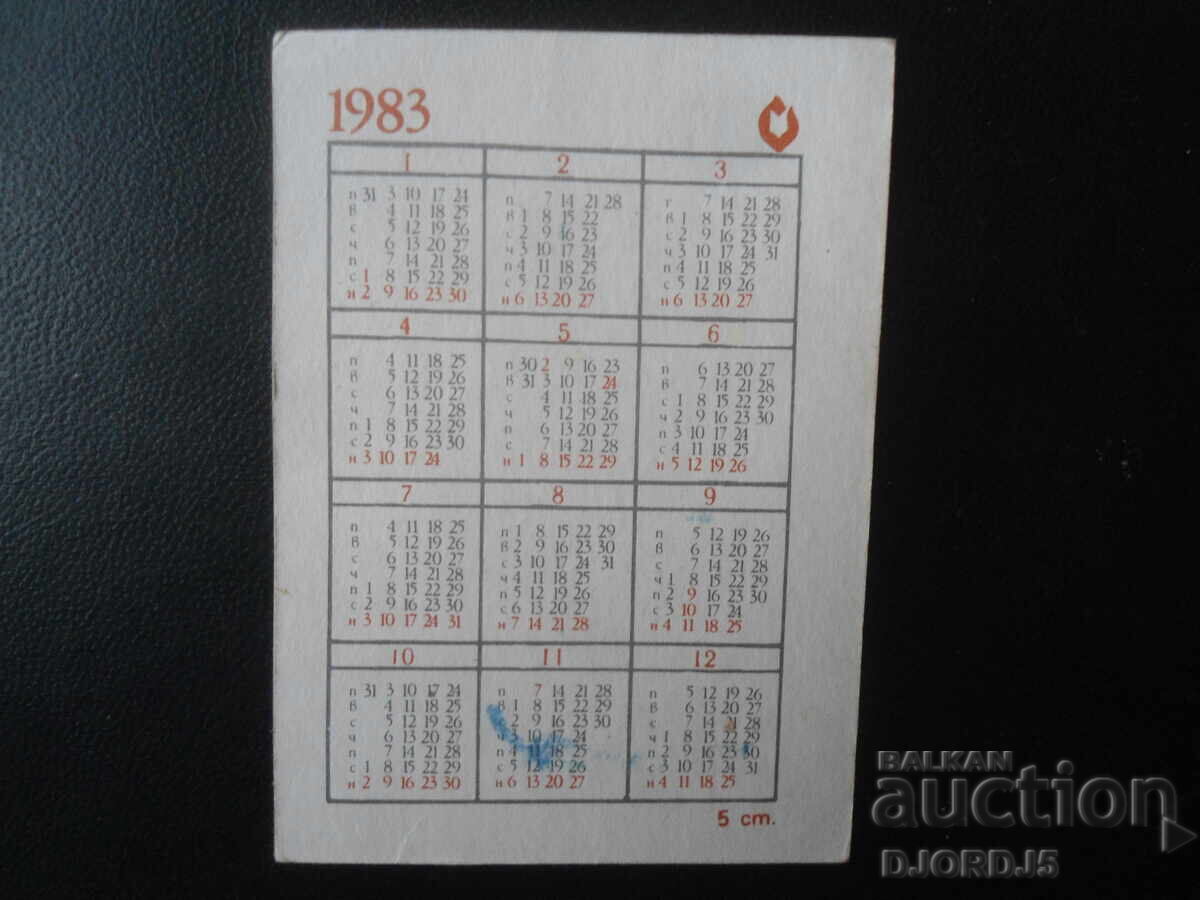 1983
1 2 3
п 31 3 10 17 24
в 4 11 18 25
с 5 12 19 26
ч 6 13 20 27
п 7 14 21 28
с 1 8 15 22 29
н 2 9 16 23 30
п 7 14 21 28
в 1 8 15 22
с 2 9 16 23
ч 3 10 17 24
п 4 11 18 25
с 5 12 19 26
н 6 13 20 27
г 7 14 21 28
в 1 8 15 22 29
с 2 9 16 23 30
ч 3 10 17 24 31
п 4 11 18 25
с 5 12 19 26
н 6 13 20 27
4 5 6
п 4 11 18 25
в 5 12 19 26
с 6 13 20 27
ч 7 14 21 28
п 1 8 15 22 29
с 2 9 16 23 30
н 3 10 17 24
п 30 2 9 16 23
в 31 3 10 17 24
с 4 11 18 25
ч 5 12 19 26
п 6 13 20 27
с 7 14 21 28
н 1 8 15 22 29
п 6 13 20 27
в 7 14 21 28
с 1 8 15 22 29
ч 2 9 16 23 30
п 3 10 17 24
с 4 11 18 25
н 5 12 19 26
7 8 9
п 4 11 18 25
в 5 12 19 26
с 6 13 20 27
ч 7 14 21 28
п 1 8 15 22 29
с 2 9 16 23 30
н 3 10 17 24 31
п 1 8 15 22 29
в 2 9 16 23 30
с 3 10 17 24 31
ч 4 11 18 25
п 5 12 19 26
с 6 13 20 27
н 7 14 21 28
п 5 12 19 26
в 6 13 20 27
с 7 14 21 28
ч 1 8 15 22 29
п 2 9 16 23 30
с 3 10 17 24
н 4 11 18 25
10 11 12
п 31 3 10 17 24
в 4 11 18 25
с 5 12 19 26
ч 6 13 20 27
п 7 14 21 28
с 1 8 15 22 29
н 2 9 16 23 30
п 7 14 21 28
в 1 8 15 22 29
с 2 9 16 23 30
ч 3 10 17 24
п 4 11 18 25
с 5 12 19 26
н 6 13 20 27
п 5 12 19 26
в 6 13 20 27
с 7 14 21 28
ч 1 8 15 22 29
п 2 9 16 23 30
с 3 10 17 24 31
н 4 11 18 25
5 cm.
BALKAN
auction
DJORDJ5